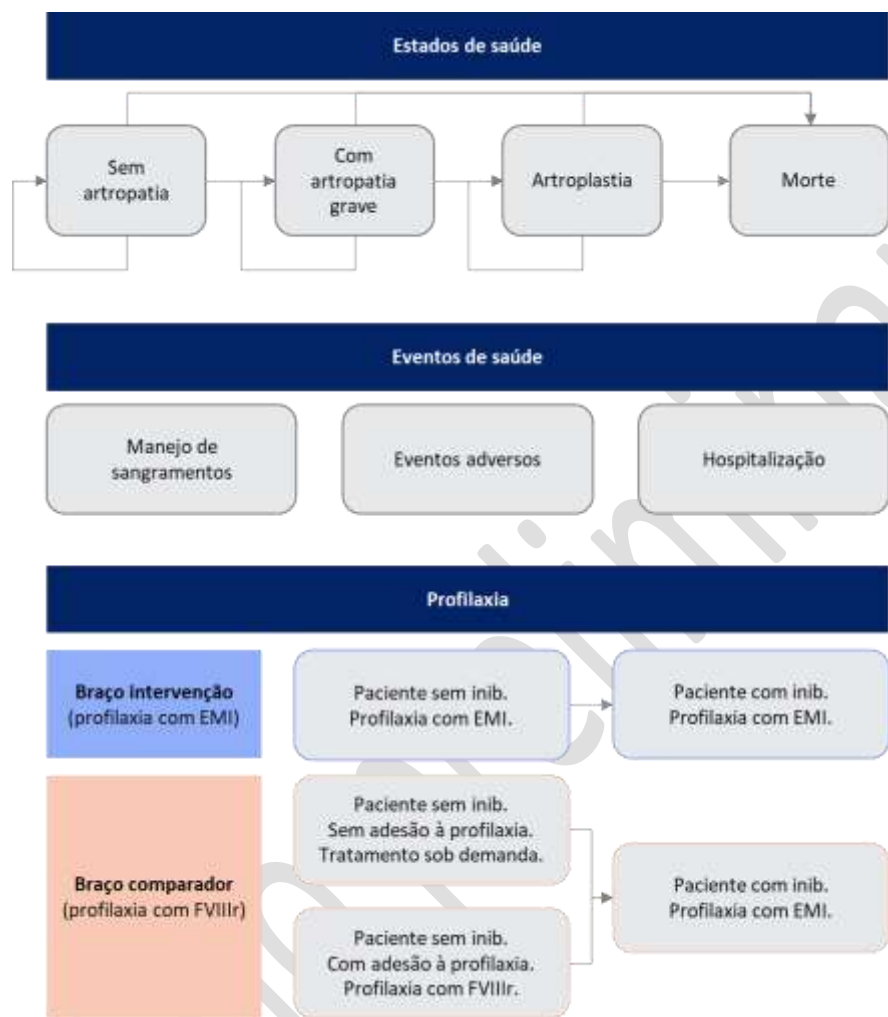 Estados de saúde
Sem
artropatia
Com
artropatia
grave
Artroplastia
Morte
Eventos de saúde
Manejo de
sangramentos
Eventos adversos
Hospitalização
Profilaxia
Braço intervenção
(profilaxia com EMI)
Paciente sem inib.
Profilaxia com EMI.
Paciente com inib.
Profilaxia com EMI.
Braço comparador
(profilaxia com FVIIIr)
Paciente sem inib.
Sem adesão à profilaxia.
Tratamento sob demanda.
Paciente sem inib.
Com adesão à profilaxia.
Profilaxia com FVIIIr.
Paciente com inib.
Profilaxia com EMI.